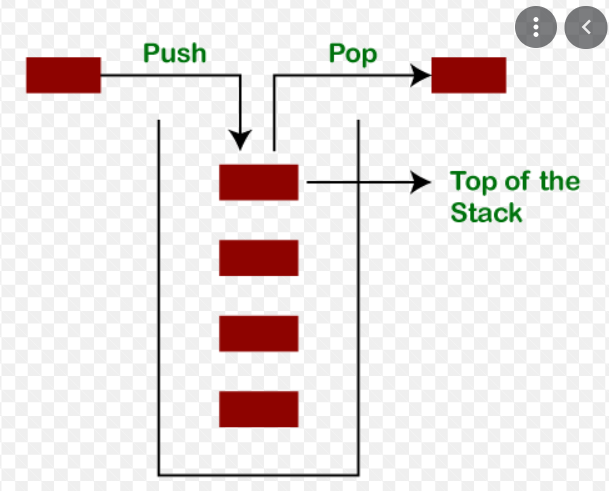 Push
Pop
Top of the
Stack